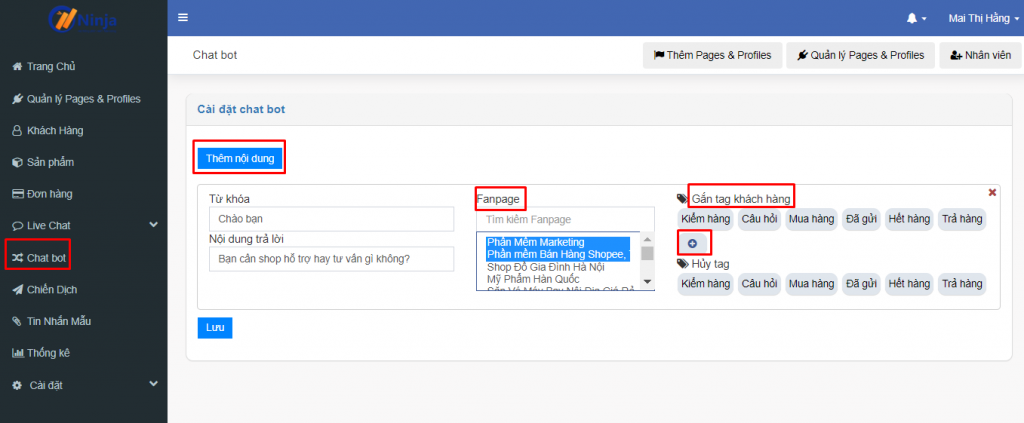 Ninja
Mai Thị Hằng
Chat bot
Thêm Pages & Profiles
Quản lý Pages & Profiles
Nhân viên
Trang Chủ
Quản lý Pages & Profiles
Khách Hàng
Sản phẩm
Đơn hàng
Live Chat
Chat bot
Chiến Dịch
Tin Nhắn Mẫu
Thống kê
Cài đặt
Cài đặt chat bot
Thêm nội dung
Từ khóa
Chào bạn
Nội dung trả lời
Bạn cần shop hỗ trợ hay tư vấn gì không?
Fanpage
Tìm kiếm Fanpage
Phần Mềm Marketing
Phần mềm Bán Hàng Shopee,
Shop Đồ Gia Đình Hà Nội
Mỹ Phẩm Hàn Quốc
Gắn tag khách hàng
Kiểm hàng Câu hỏi Mua hàng Đã gửi Hết hàng Trả hàng
Hủy tag
Kiểm hàng Câu hỏi Mua hàng Đã gửi Hết hàng Trả hàng
Lưu